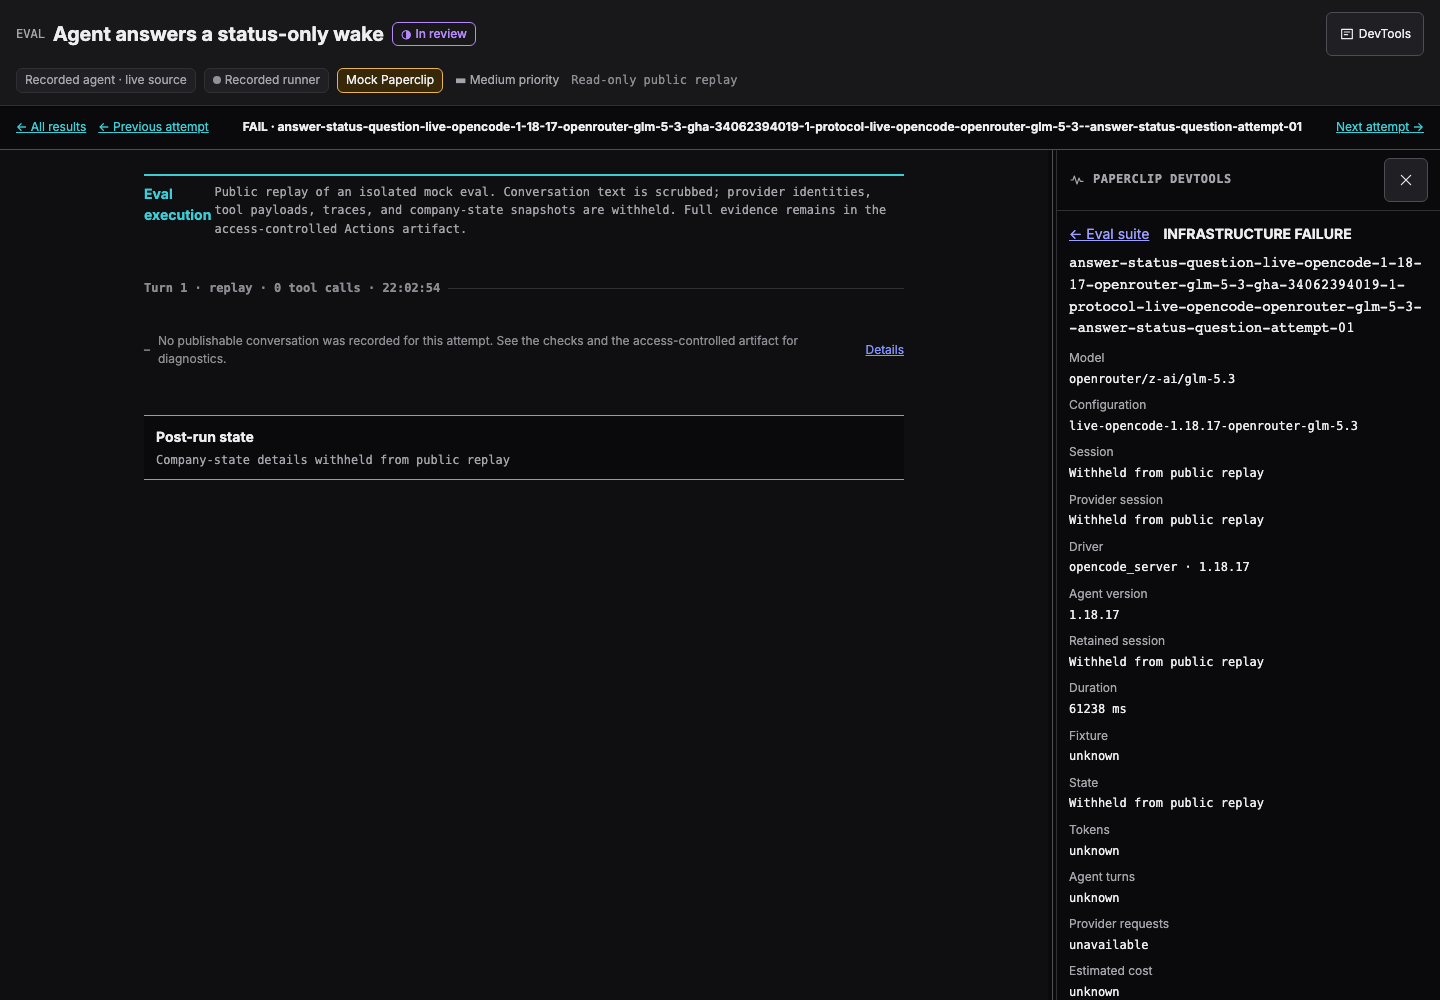 EVAL Agent answers a status-only wake In review
DevTools
Recorded agent · live source Recorded runner Mock Paperclip Medium priority Read-only public replay
← All results ← Previous attempt FAIL · answer-status-question-live-opencode-1-18-17-openrouter-glm-5-3-gha-34062394019-1-protocol-live-opencode-openrouter-glm-5-3--answer-status-question-attempt-01 Next attempt →
Eval execution
Public replay of an isolated mock eval. Conversation text is scrubbed; provider identities,
tool payloads, traces, and company-state snapshots are withheld. Full evidence remains in the
access-controlled Actions artifact.
Turn 1 · replay · 0 tool calls · 22:02:54
– No publishable conversation was recorded for this attempt. See the checks and the access-controlled artifact for
diagnostics.
Details
Post-run state
Company-state details withheld from public replay
PAPERCLIP DEVTOOLS
← Eval suite INFRASTRUCTURE FAILURE
answer-status-question-live-opencode-1-18-
17-openrouter-glm-5-3-gha-34062394019-1-
protocol-live-opencode-openrouter-glm-5-3-
-answer-status-question-attempt-01
Model
openrouter/z-ai/glm-5.3
Configuration
live-opencode-1.18.17-openrouter-glm-5.3
Session
Withheld from public replay
Provider session
Withheld from public replay
Driver
opencode_server · 1.18.17
Agent version
1.18.17
Retained session
Withheld from public replay
Duration
61238 ms
Fixture
unknown
State
Withheld from public replay
Tokens
unknown
Agent turns
unknown
Provider requests
unavailable
Estimated cost
unknown